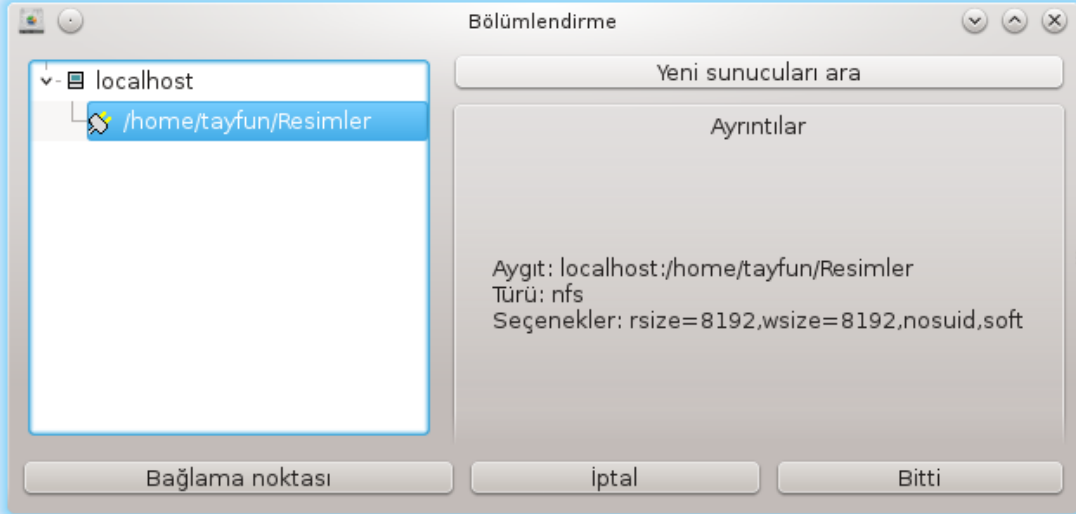 Bölümlendirme
localhost
/home/tayfun/Resimler
Yeni sunucuları ara
Ayrıntılar
Aygıt: localhost:/home/tayfun/Resimler
Türü: nfs
Seçenekler: rsize=8192,wsize=8192,nosuid,soft
Bağlama noktası
İptal
Bitti